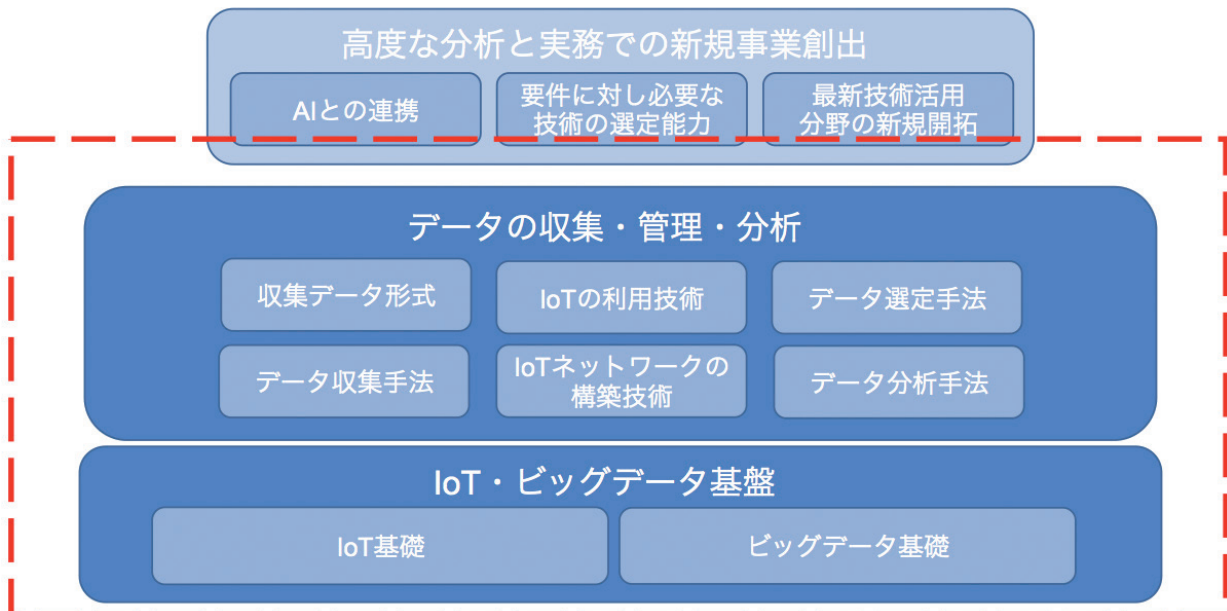 高度な分析と実務での新規事業創出
AIとの連携
要件に対し必要な
技術の選定能力
最新技術活用
分野の新規開拓
データの収集・管理・分析
収集データ形式
IoTの利用技術
データ選定手法
データ収集手法
IoTネットワークの
構築技術
データ分析手法
IoT・ビッグデータ基盤
IoT基礎
ビッグデータ基礎